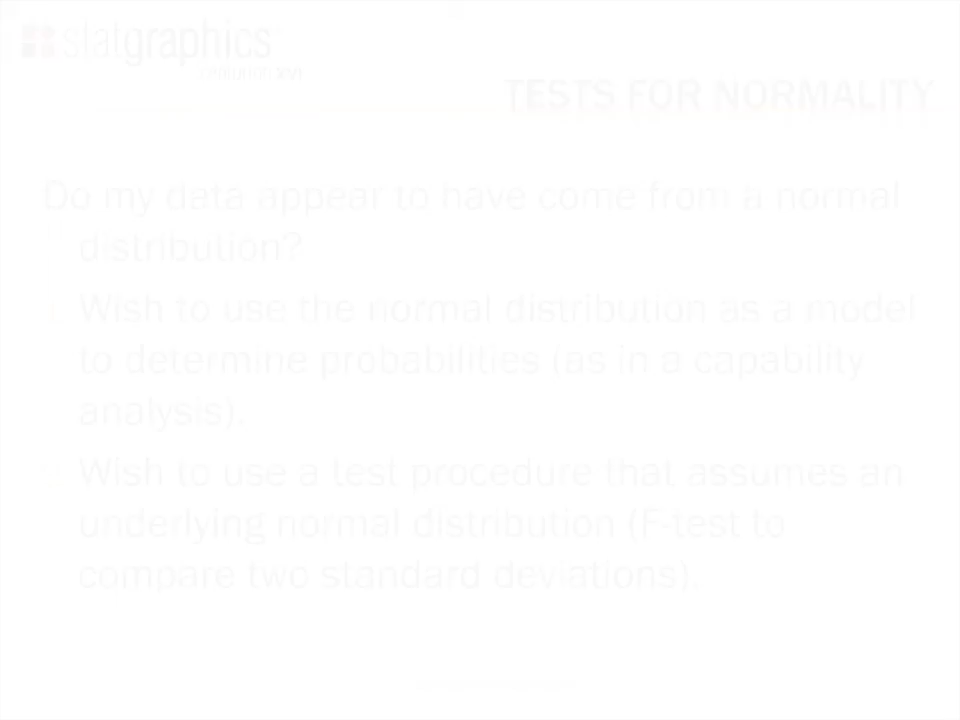 statgraphics
TESTS FOR NORMALITY
Do my data appear to have come from a normal
distribution?
Wish to use the normal distribution as a model
to determine probabilities (as in a capability
analysis).
Wish to use a test procedure that assumes an
underlying normal distribution (F-test to
compare two standard deviations).